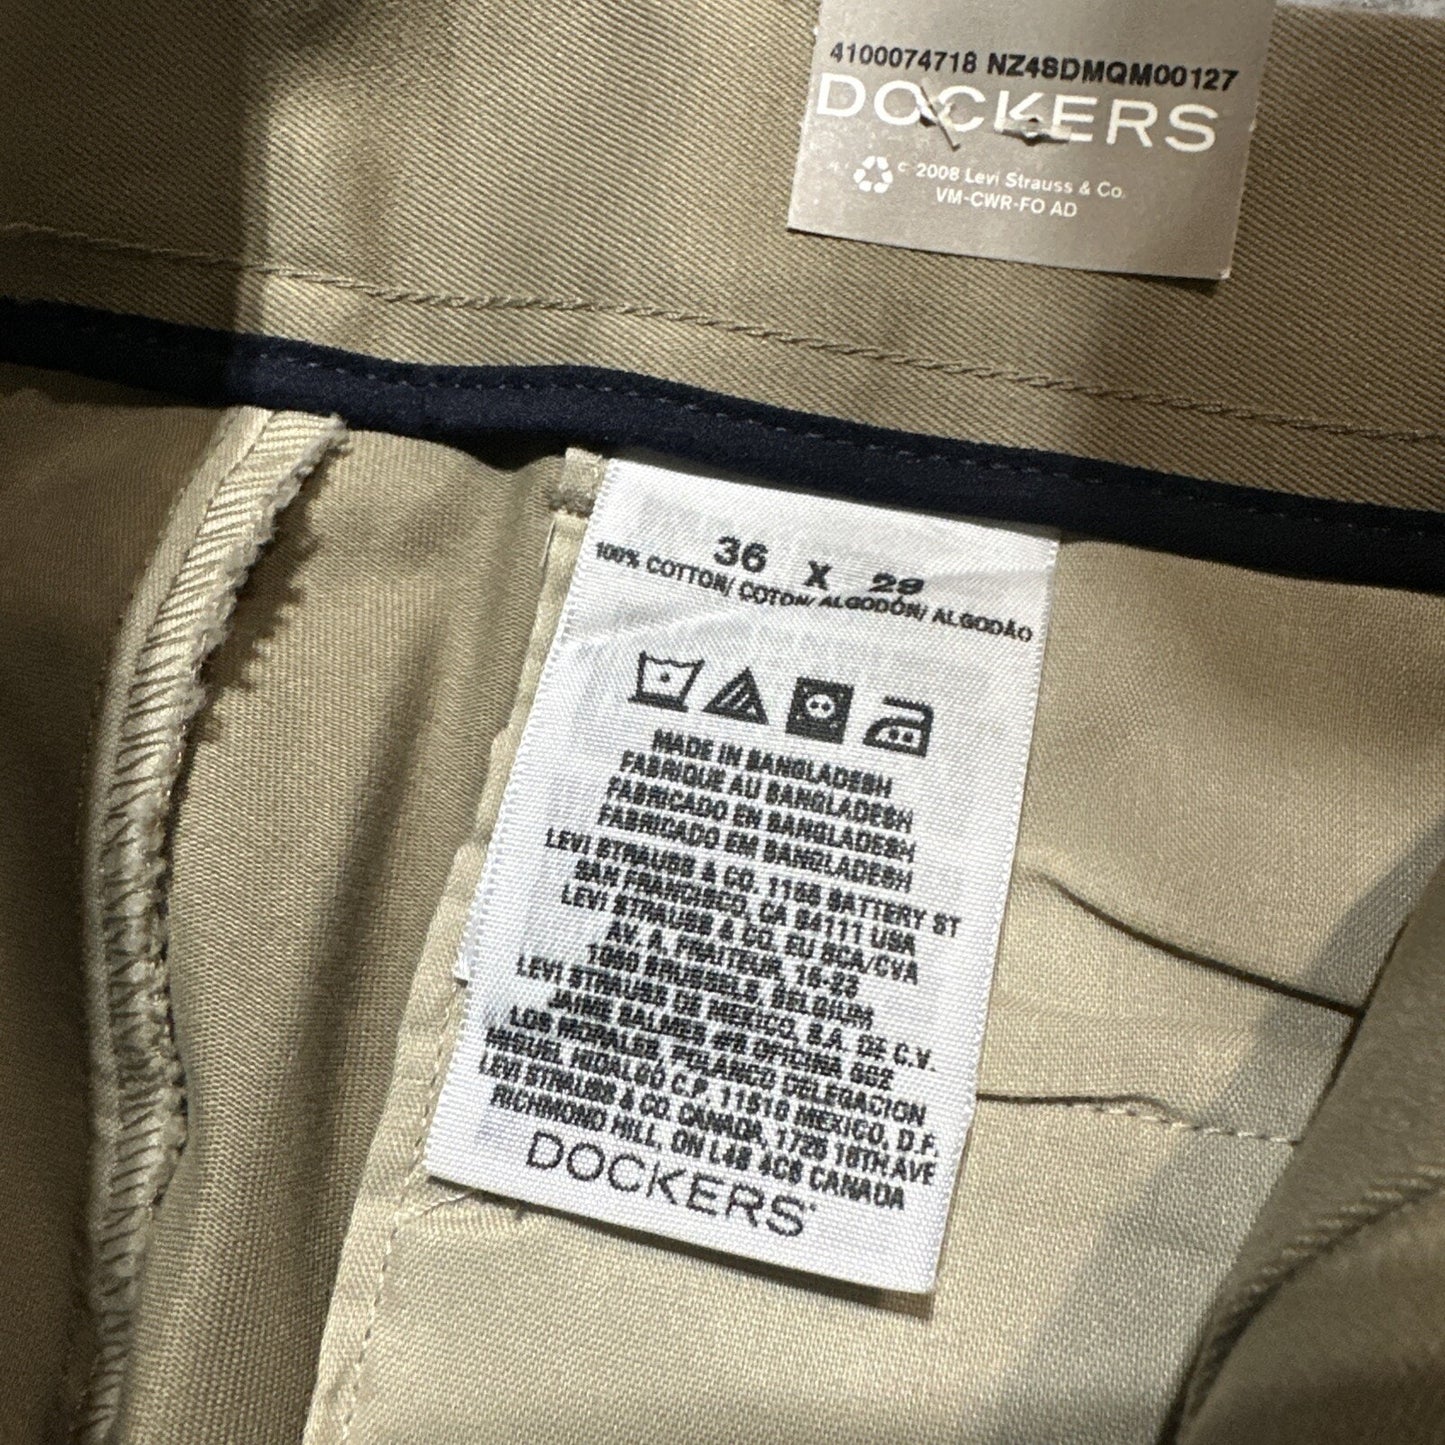 4100074718 NZ4SDMQM00127
DOCKERS
© 2008 Levi Strauss & Co.
VM-CWR-FO AD
36 X 29
100% COTTON/ COTON/ ALGODÓN/ ALGODÃO
MADE IN BANGLADESH
FABRIQUE AU BANGLADESH
FABRICADO EN BANGLADESH
FABRICADO EM BANGLADESH
LEVI STRAUSS & CO. 1155 BATTERY ST
SAN FRANCISCO, CA 94111 USA
LEVI STRAUSS & CO. EU BCA/CVA
AV. A. FRAITEUR, 15-23
1050 BRUSSELS, BELGIUM
LEVI STRAUSS DE MEXICO, S.A. DE C.V.
JAIME BALMES #8 OFICINA 602
LOS MORALES, POLANCO DELEGACION
MIGUEL HIDALGO C.P. 11510 MEXICO, D.F.
LEVI STRAUSS & CO. CANADA, 1725 16TH AVE
RICHMOND HILL, ON L4B 4C6 CANADA
DOCKERS